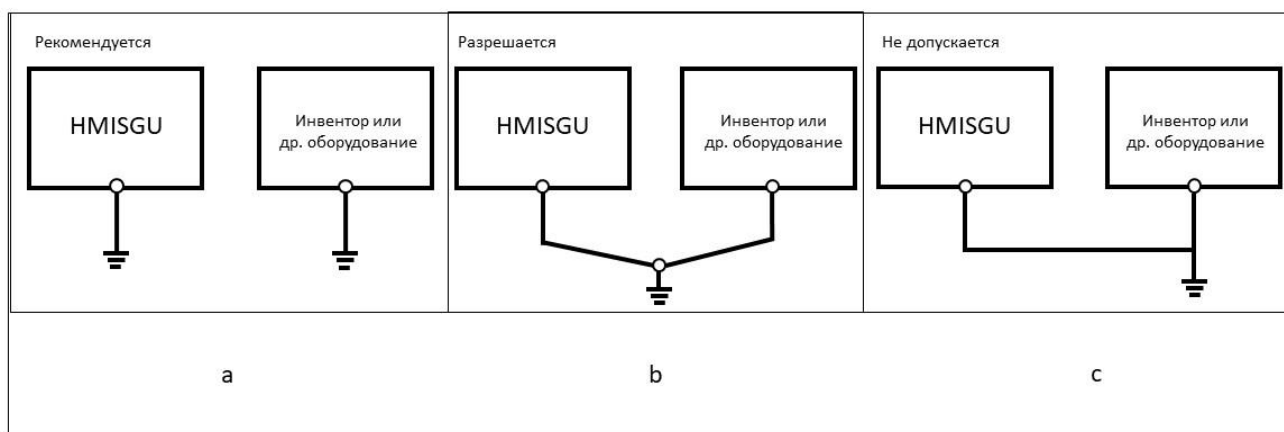 Рекомендуется
HMISGU
Инвентор или
др. оборудование
Разрешается
HMISGU
Инвентор или
др. оборудование
Не допускается
HMISGU
Инвентор или
др. оборудование
a
b
c